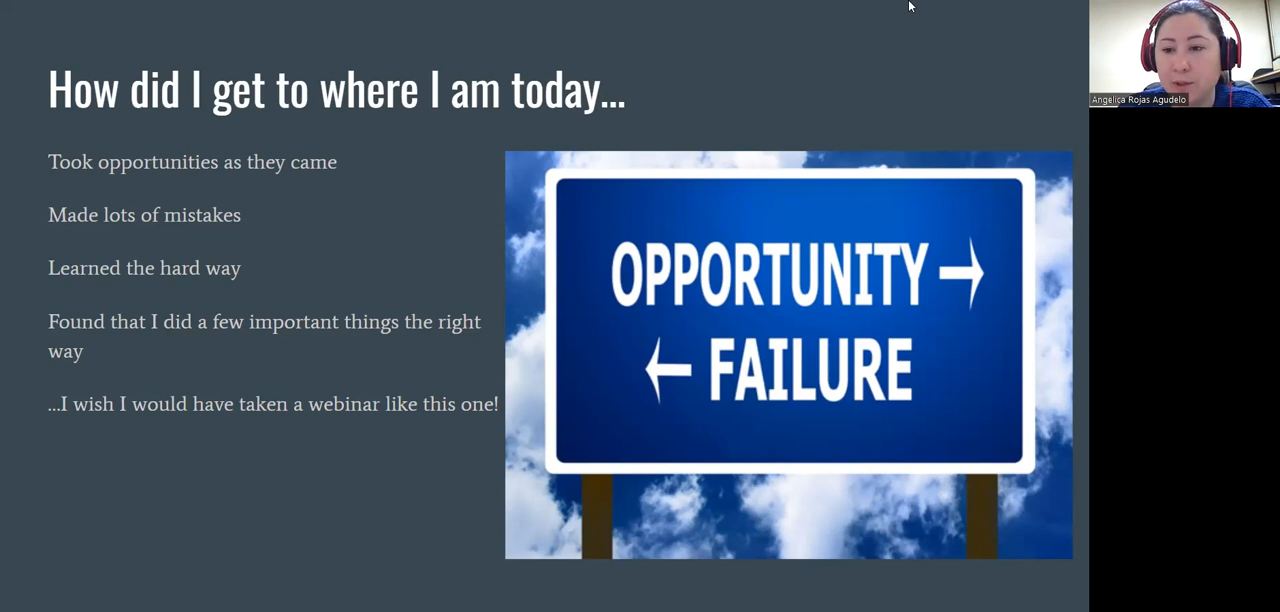 How did I get to where I am today...
Took opportunities as they came
Made lots of mistakes
Learned the hard way
Found that I did a few important things the right
way
...I wish I would have taken a webinar like this one!
OPPORTUNITY →
← FAILURE
Angelica Rojas Agudelo